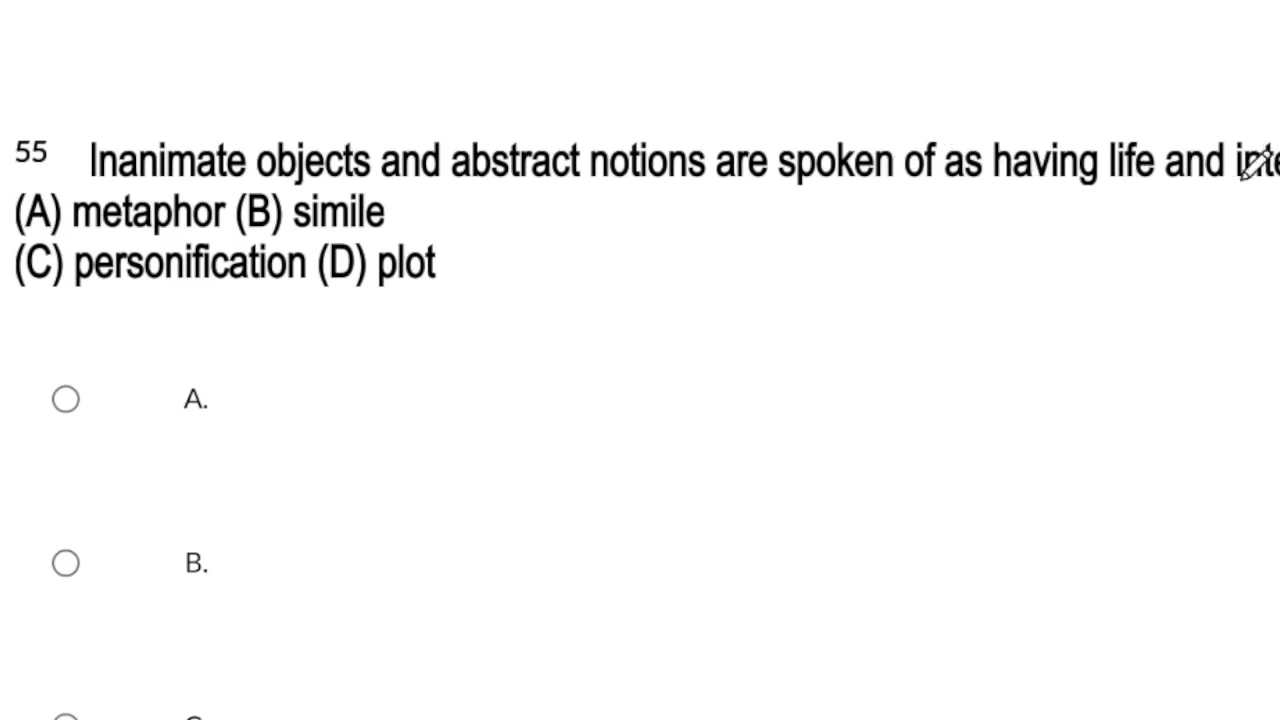 55 Inanimate objects and abstract notions are spoken of as having life and
(A) metaphor (B) simile
(C) personification (D) plot
A.
B.